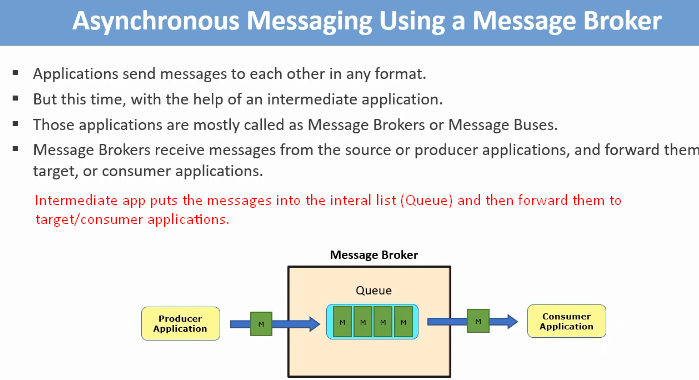 Asynchronous Messaging Using a Message Broker
Applications send messages to each other in any format.
But this time, with the help of an intermediate application.
Those applications are mostly called as Message Brokers or Message Buses.
Message Brokers receive messages from the source or producer applications, and forward them
target, or consumer applications.
Intermediate app puts the messages into the interal list (Queue) and then forward them to
target/consumer applications.
Message Broker
Queue
Producer
Application
M
M M M M
M
Consumer
Application